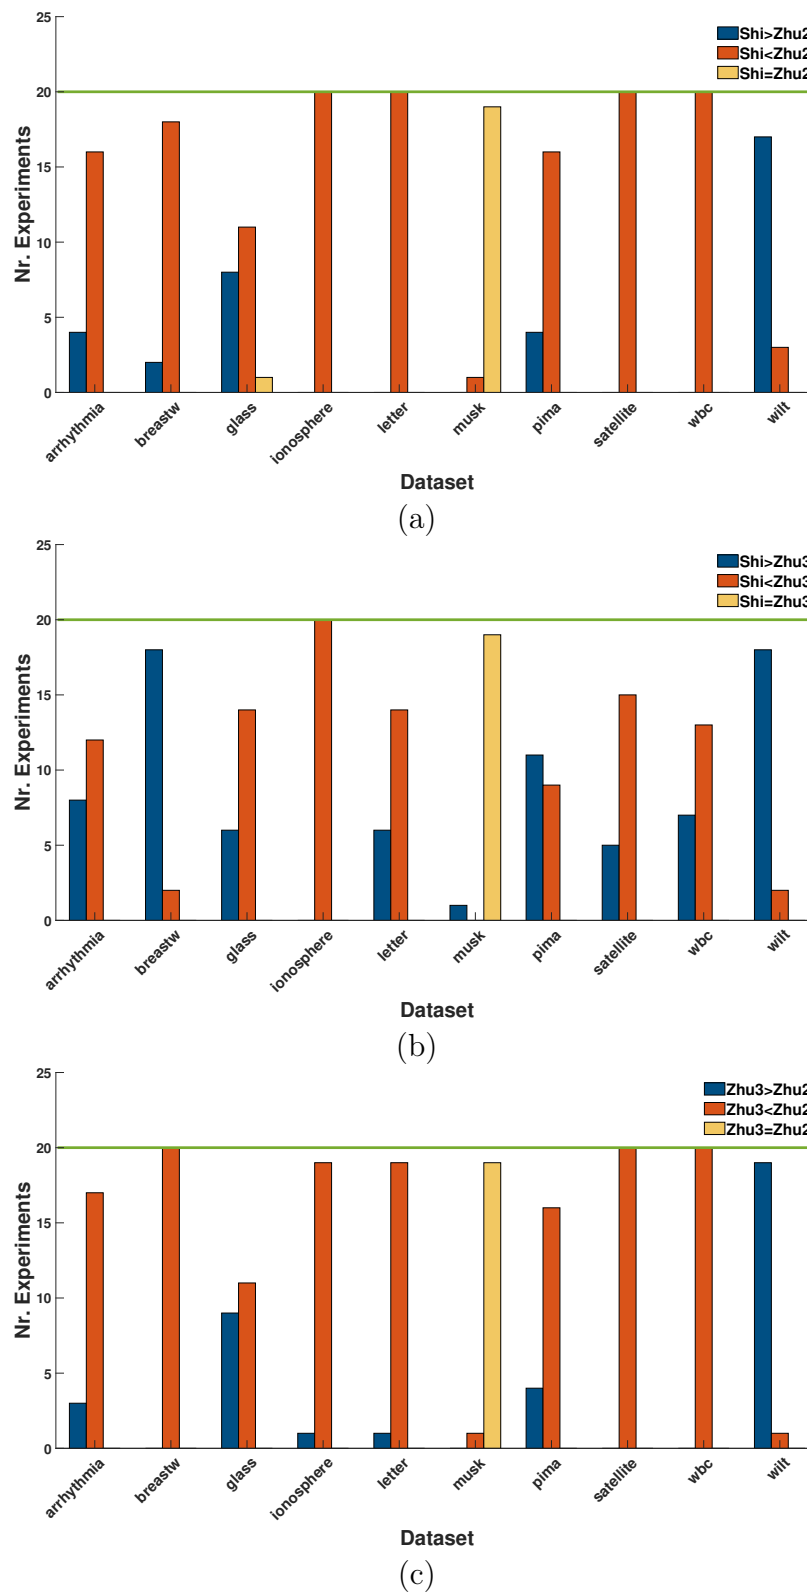 25
20
15
10
5
0
Nr. Experiments
Shi>Zhu2
Shi<Zhu2
Shi=Zhu2
arrhythmia
breastw
glass
ionosphere
letter
musk
pima
satellite
wbc
wilt
Dataset
(a)
25
20
15
10
5
0
Nr. Experiments
Shi>Zhu3
Shi<Zhu3
Shi=Zhu3
arrhythmia
breastw
glass
ionosphere
letter
musk
pima
satellite
wbc
wilt
Dataset
(b)
25
20
15
10
5
0
Nr. Experiments
Zhu3>Zhu2
Zhu3<Zhu2
Zhu3=Zhu2
arrhythmia
breastw
glass
ionosphere
letter
musk
pima
satellite
wbc
wilt
Dataset
(c)